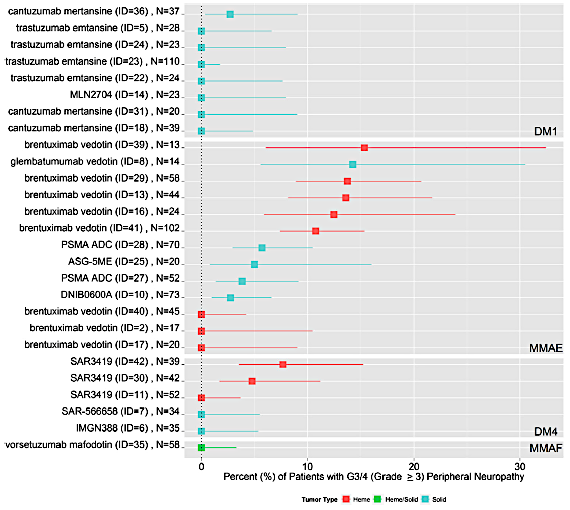 cantuzumab mertansine (ID=36) , N=37
trastuzumab emtansine (ID=5) , N=28
trastuzumab emtansine (ID=24) , N=23
trastuzumab emtansine (ID=23) , N=110
trastuzumab emtansine (ID=22) , N=24
MLN2704 (ID=14) , N=23
cantuzumab mertansine (ID=31) , N=20
cantuzumab mertansine (ID=18) , N=39
DM1
brentuximab vedotin (ID=39) , N=13
glembatumumab vedotin (ID=8) , N=14
brentuximab vedotin (ID=29) , N=58
brentuximab vedotin (ID=13) , N=44
brentuximab vedotin (ID=16) , N=24
brentuximab vedotin (ID=41) , N=102
PSMA ADC (ID=28) , N=70
ASG-5ME (ID=25) , N=20
PSMA ADC (ID=27) , N=52
DNIB0600A (ID=10) , N=73
brentuximab vedotin (ID=40) , N=45
brentuximab vedotin (ID=2) , N=17
brentuximab vedotin (ID=17) , N=20
MMAE
SAR3419 (ID=42) , N=39
SAR3419 (ID=30) , N=42
SAR3419 (ID=11) , N=52
SAR-566658 (ID=7) , N=34
IMGN388 (ID=6) , N=35
DM4
vorsetuzumab mafodotin (ID=35) , N=58
MMAF
0 10 20 30
Percent (%) of Patients with G3/4 (Grade ≥ 3) Peripheral Neuropathy
Tumor Type Heme Heme/Solid Solid